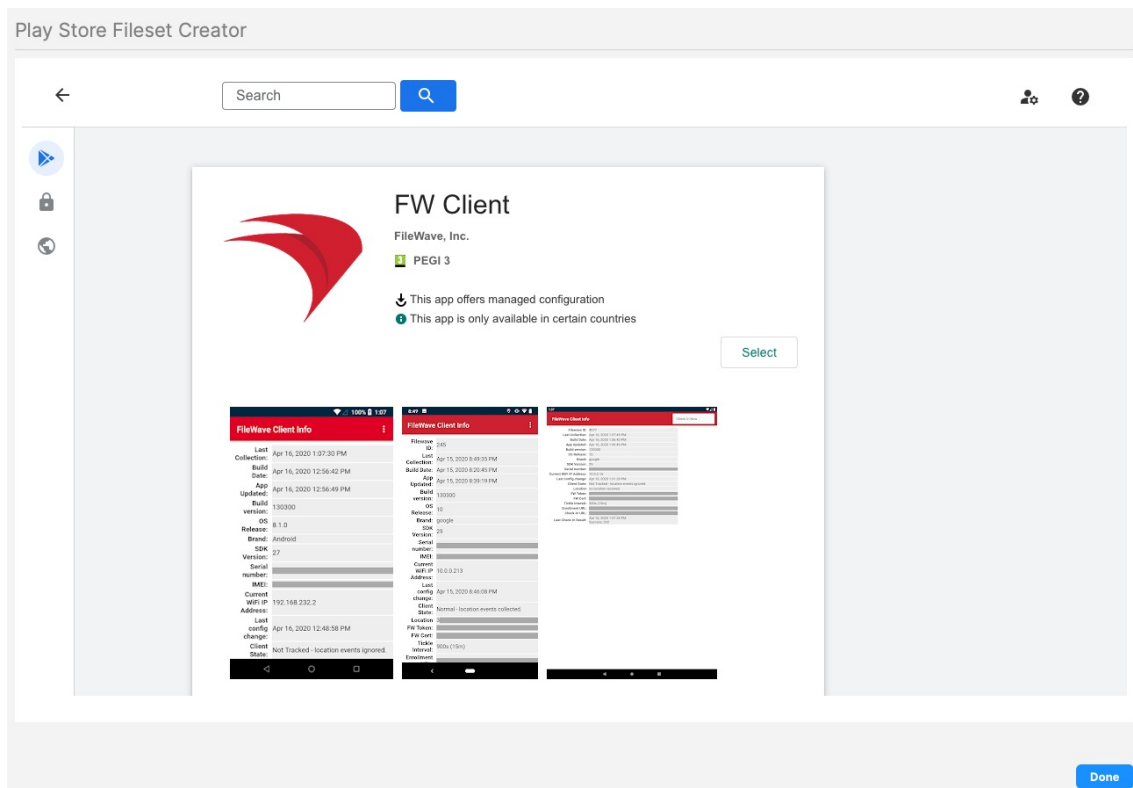 Play Store Fileset Creator
Search
FW Client
FileWave, Inc.
3 PEGI 3
This app offers managed configuration
This app is only available in certain countries
Select
100% 1:07
FileWave Client Info
Last Collection: Apr 16, 2020 1:07:30 PM
Build Date: Apr 16, 2020 12:56:42 PM
App Updated: Apr 16, 2020 12:56:49 PM
Build version: 130300
OS Release: 8.1.0
Brand: Android
SDK Version: 27
Serial number:
IMEI:
Current WiFi IP Address: 192.168.232.2
Last config change: Apr 16, 2020 12:48:58 PM
Client State: Not Tracked - location events ignored.
8:49
FileWave Client Info
Filewave ID: 245
Last Collection: Apr 15, 2020 8:49:35 PM
Build Date: Apr 15, 2020 8:20:45 PM
App Updated: Apr 15, 2020 8:39:19 PM
Build version: 130300
OS Release: 10
Brand: google
SDK Version: 29
Serial number:
IMEI:
Current WiFi IP Address: 10.0.0.213
Last config change: Apr 15, 2020 8:46:08 PM
Client State: Normal - location events collected.
Location
FW Token:
FW Cert:
Tickle Interval: 900s (15m)
Enrollment
FileWave Client Info
Done